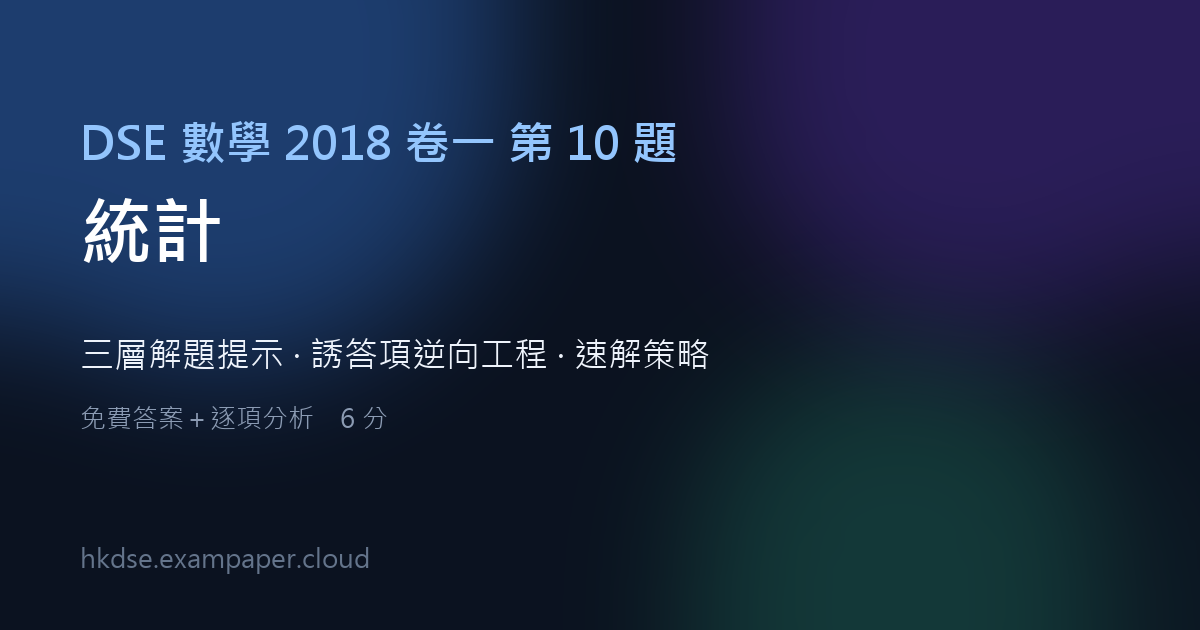 DSE 數學 2018 卷一 第 10 題
統計
三層解題提示 · 誘答項逆向工程 · 速解策略
免費答案 + 逐項分析　6 分
hkdse.exampaper.cloud